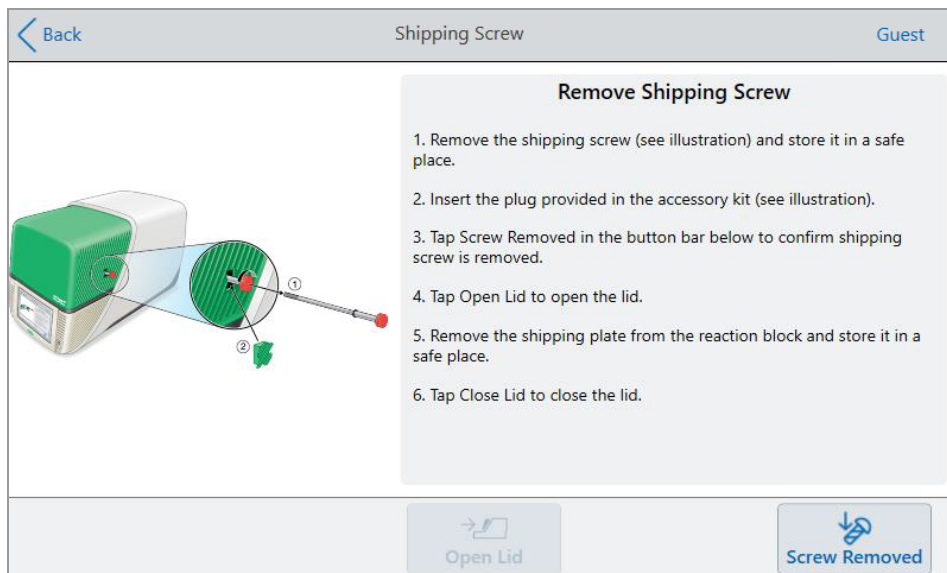 Back
Shipping Screw
Guest
Remove Shipping Screw
1. Remove the shipping screw (see illustration) and store it in a safe
place.
2. Insert the plug provided in the accessory kit (see illustration).
3. Tap Screw Removed in the button bar below to confirm shipping
screw is removed.
4. Tap Open Lid to open the lid.
5. Remove the shipping plate from the reaction block and store it in a
safe place.
6. Tap Close Lid to close the lid.
1
2
Open Lid
Screw Removed